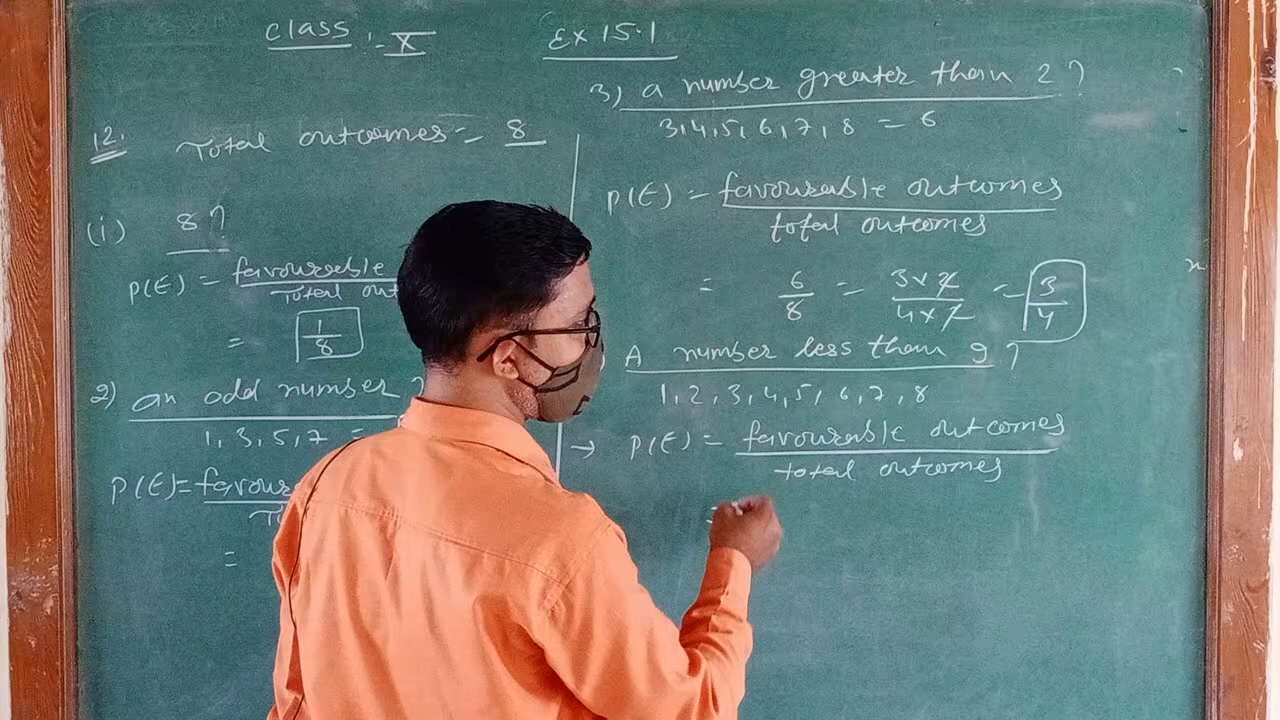 class :- X
Ex 15.1
12. Total outcomes = 8
(i) 8?
P(E) = favourable
Total out
= 1/8
2) an odd number ?
1, 3, 5, 7 =
P(E) = favour
To
=
3) a number greater than 2?
3, 4, 5, 6, 7, 8 = 6
P(E) = favourable outcomes
total outcomes
= 6/8 = 3×2/4×2 = 3/4
A number less than 9?
1, 2, 3, 4, 5, 6, 7, 8
→ P(E) = favourable outcomes
total outcomes
=
x